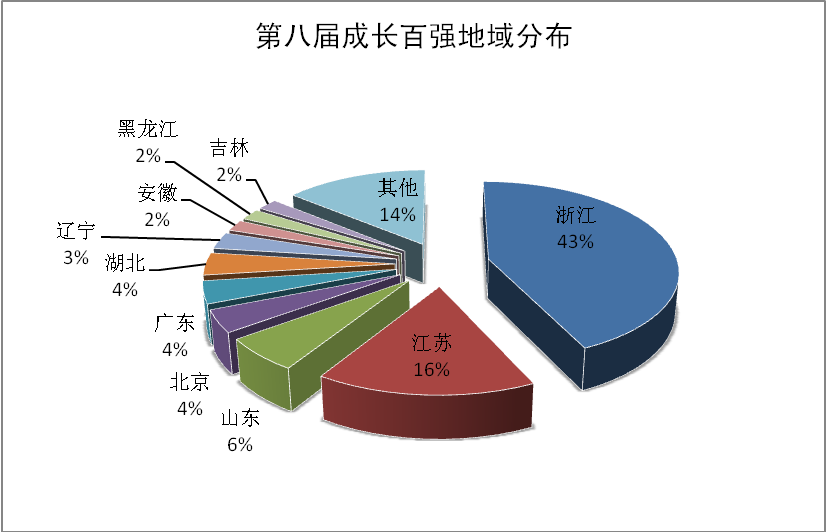 第八届成长百强地域分布
浙江
43%
江苏
16%
山东
6%
北京
4%
广东
4%
湖北
4%
辽宁
3%
安徽
2%
黑龙江
2%
吉林
2%
其他
14%